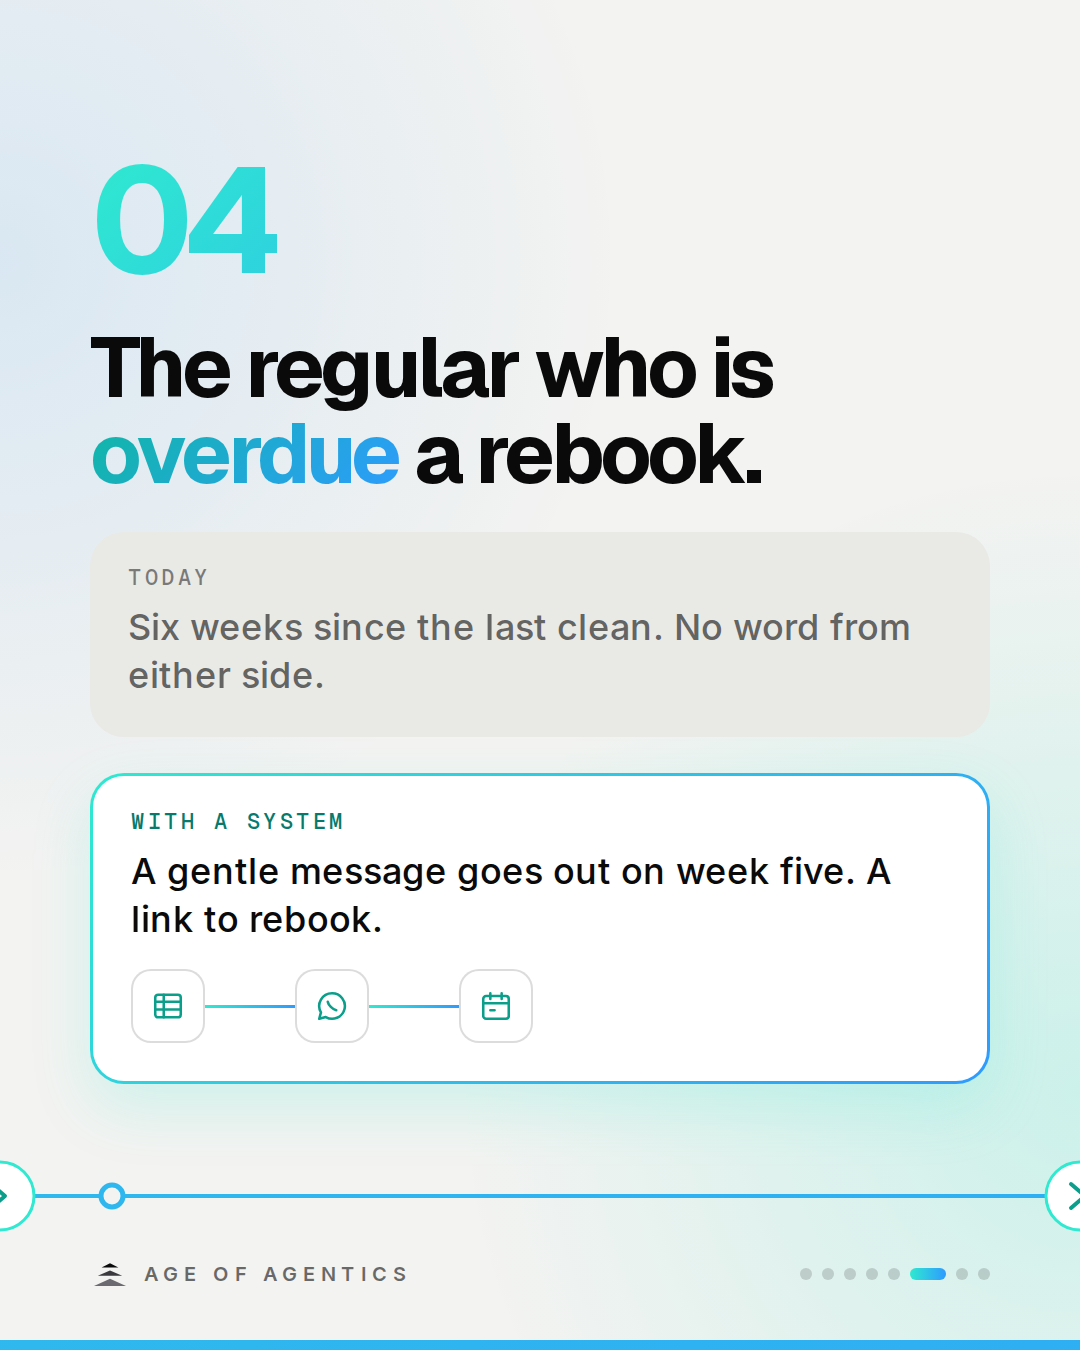 04
The regular who is
overdue a rebook.
TODAY
Six weeks since the last clean. No word from
either side.
WITH A SYSTEM
A gentle message goes out on week five. A
link to rebook.
AGE OF AGENTICS